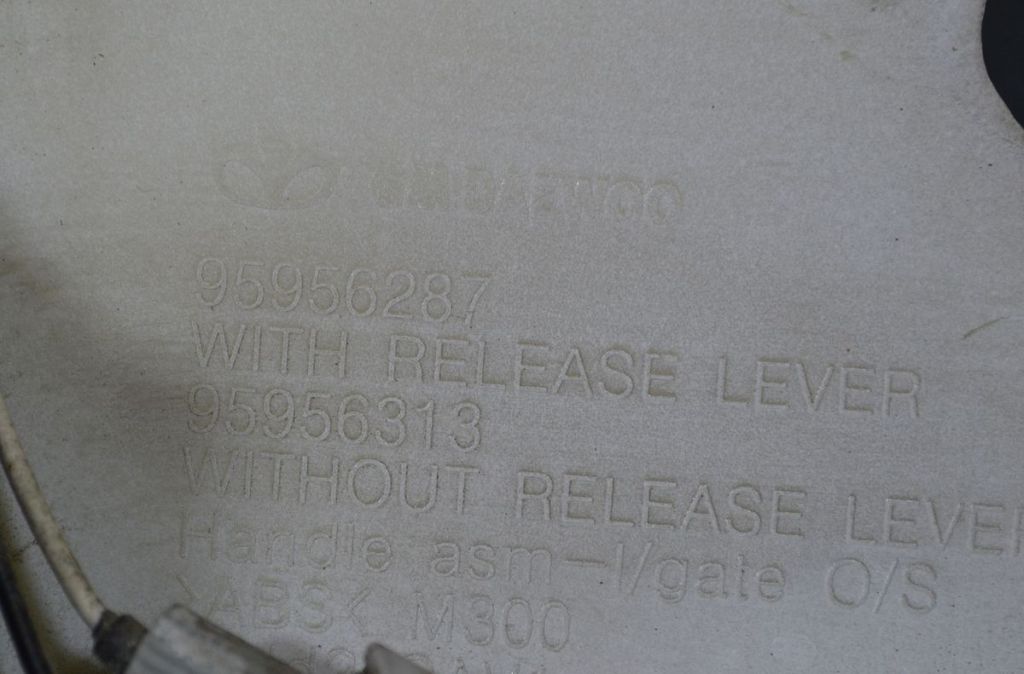 GM DAEWOO
95956287
WITH RELEASE LEVER
95956313
WITHOUT RELEASE LEVER
Handle asm-l/gate O/S
>ABS< M300